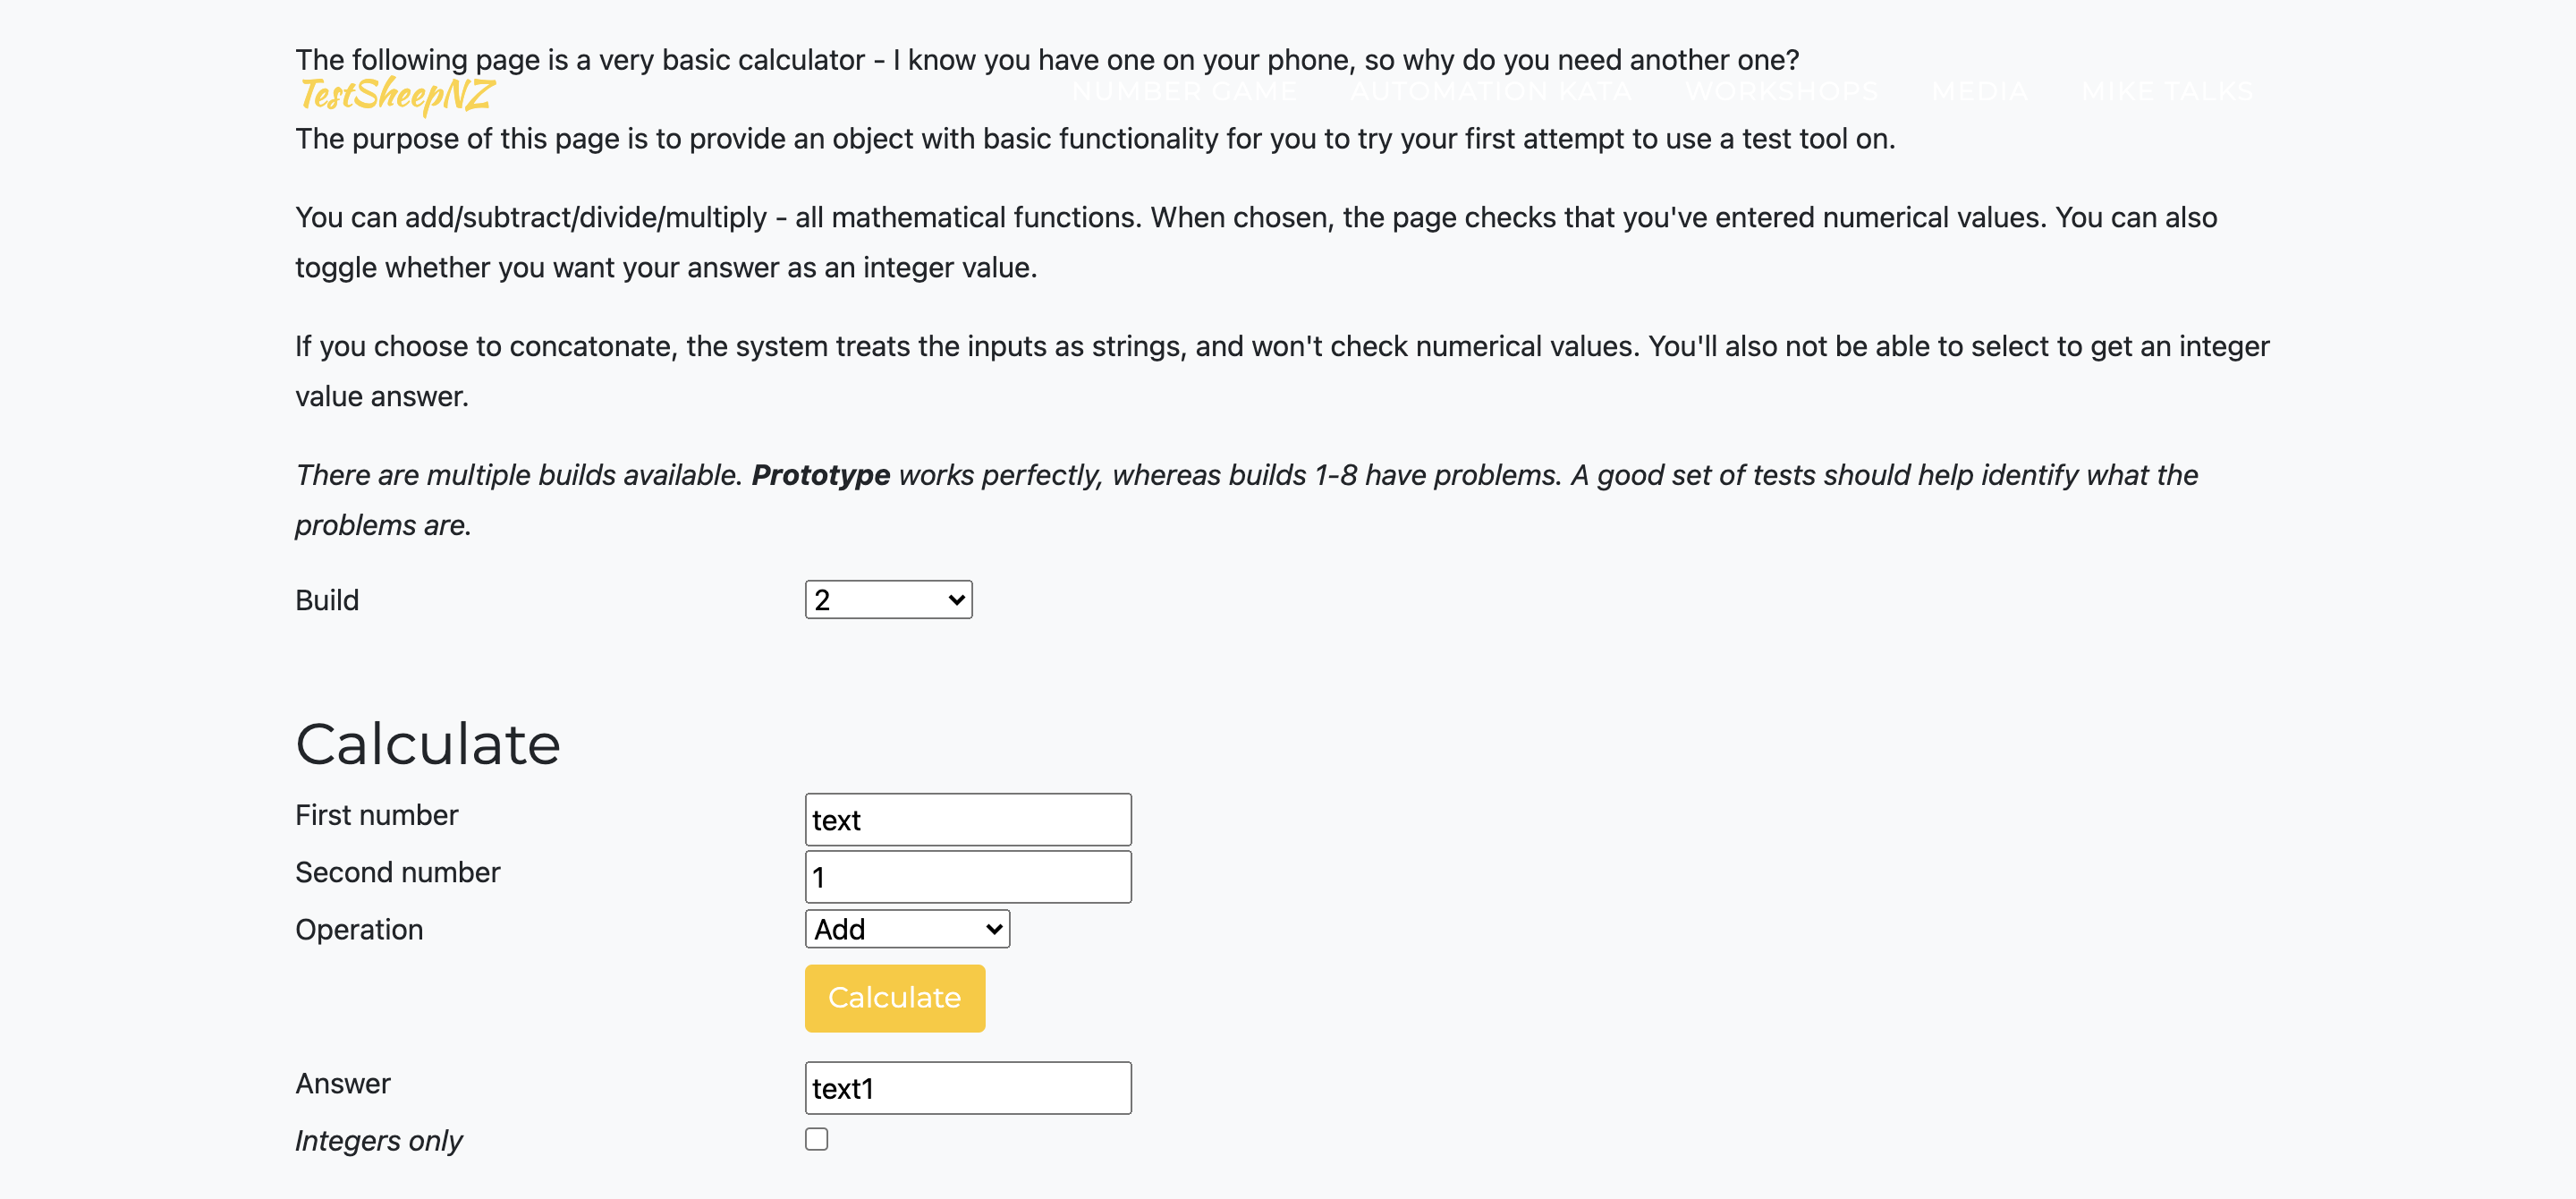 The following page is a very basic calculator - I know you have one on your phone, so why do you need another one?
TestSheepNZ
NUMBER GAME AUTOMATION KATA WORKSHOPS MEDIA MIKE TALKS
The purpose of this page is to provide an object with basic functionality for you to try your first attempt to use a test tool on.
You can add/subtract/divide/multiply - all mathematical functions. When chosen, the page checks that you've entered numerical values. You can also
toggle whether you want your answer as an integer value.
If you choose to concatonate, the system treats the inputs as strings, and won't check numerical values. You'll also not be able to select to get an integer
value answer.
There are multiple builds available. Prototype works perfectly, whereas builds 1-8 have problems. A good set of tests should help identify what the
problems are.
Build 2
Calculate
First number text
Second number 1
Operation Add
Calculate
Answer text1
Integers only